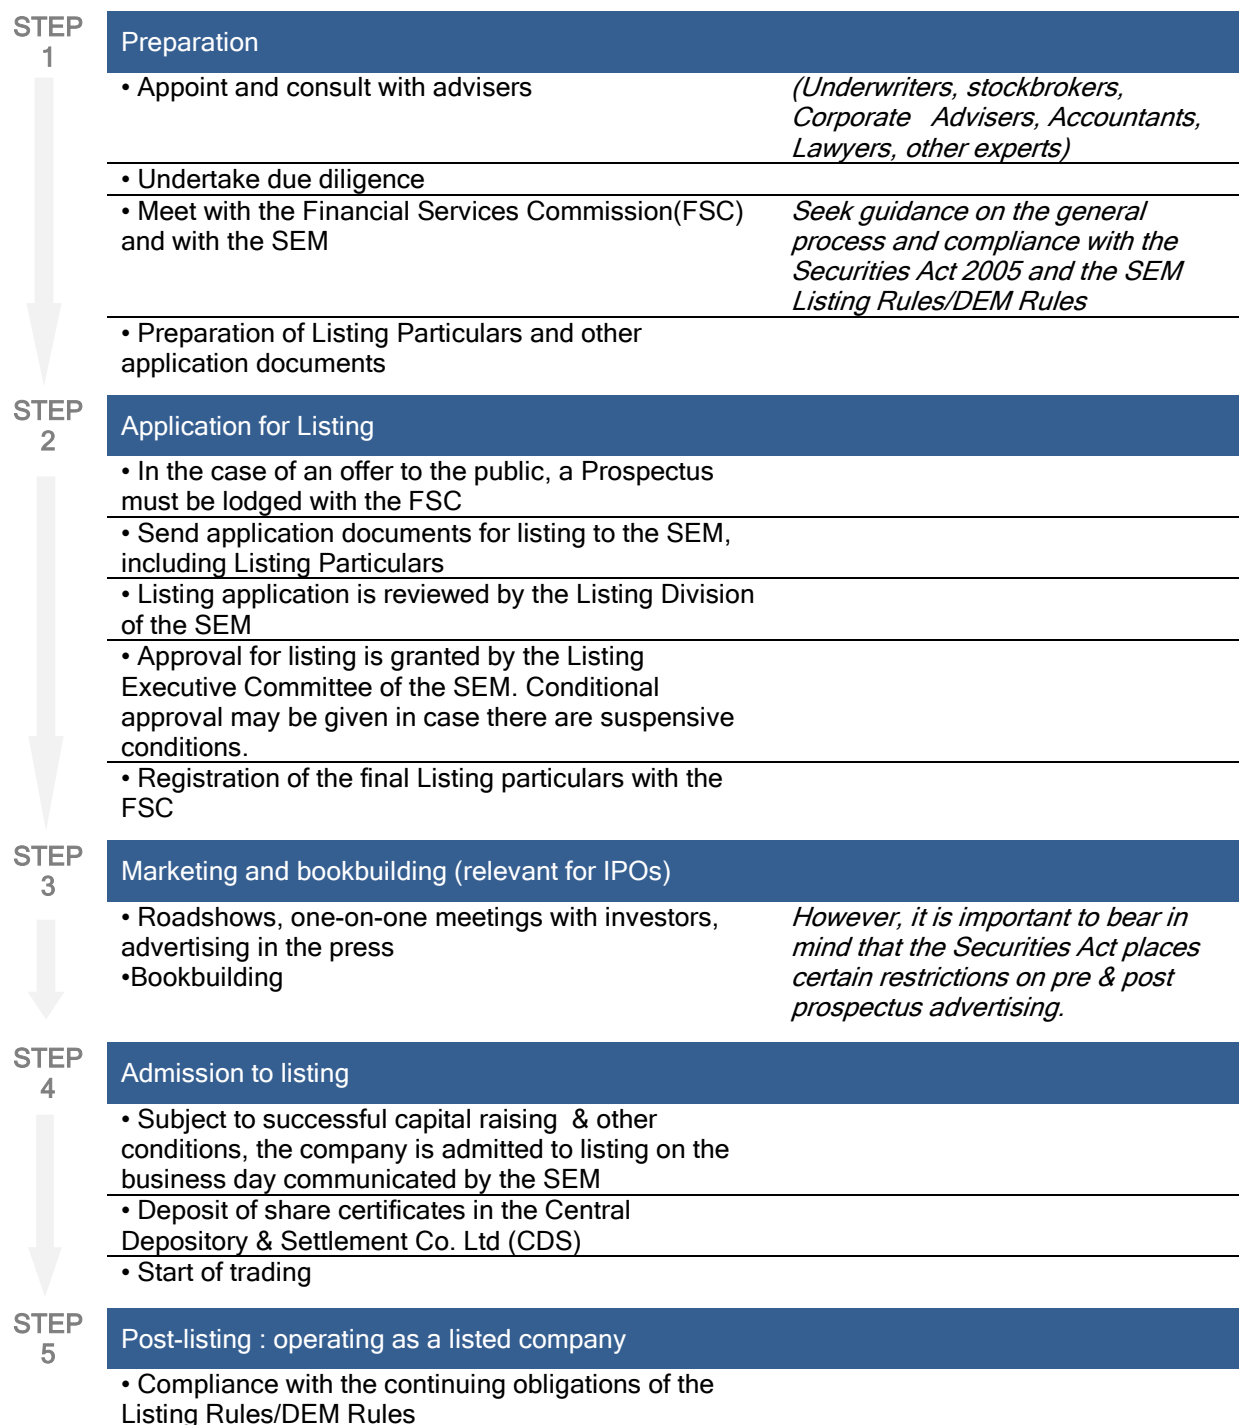 STEP
1
Preparation
• Appoint and consult with advisers
(Underwriters, stockbrokers,
Corporate Advisers, Accountants,
Lawyers, other experts)
• Undertake due diligence
• Meet with the Financial Services Commission(FSC)
and with the SEM
Seek guidance on the general
process and compliance with the
Securities Act 2005 and the SEM
Listing Rules/DEM Rules
• Preparation of Listing Particulars and other
application documents
STEP
2
Application for Listing
• In the case of an offer to the public, a Prospectus
must be lodged with the FSC
• Send application documents for listing to the SEM,
including Listing Particulars
• Listing application is reviewed by the Listing Division
of the SEM
• Approval for listing is granted by the Listing
Executive Committee of the SEM. Conditional
approval may be given in case there are suspensive
conditions.
• Registration of the final Listing particulars with the
FSC
STEP
3
Marketing and bookbuilding (relevant for IPOs)
• Roadshows, one-on-one meetings with investors,
advertising in the press
•Bookbuilding
However, it is important to bear in
mind that the Securities Act places
certain restrictions on pre & post
prospectus advertising.
STEP
4
Admission to listing
• Subject to successful capital raising & other
conditions, the company is admitted to listing on the
business day communicated by the SEM
• Deposit of share certificates in the Central
Depository & Settlement Co. Ltd (CDS)
• Start of trading
STEP
5
Post-listing : operating as a listed company
• Compliance with the continuing obligations of the
Listing Rules/DEM Rules